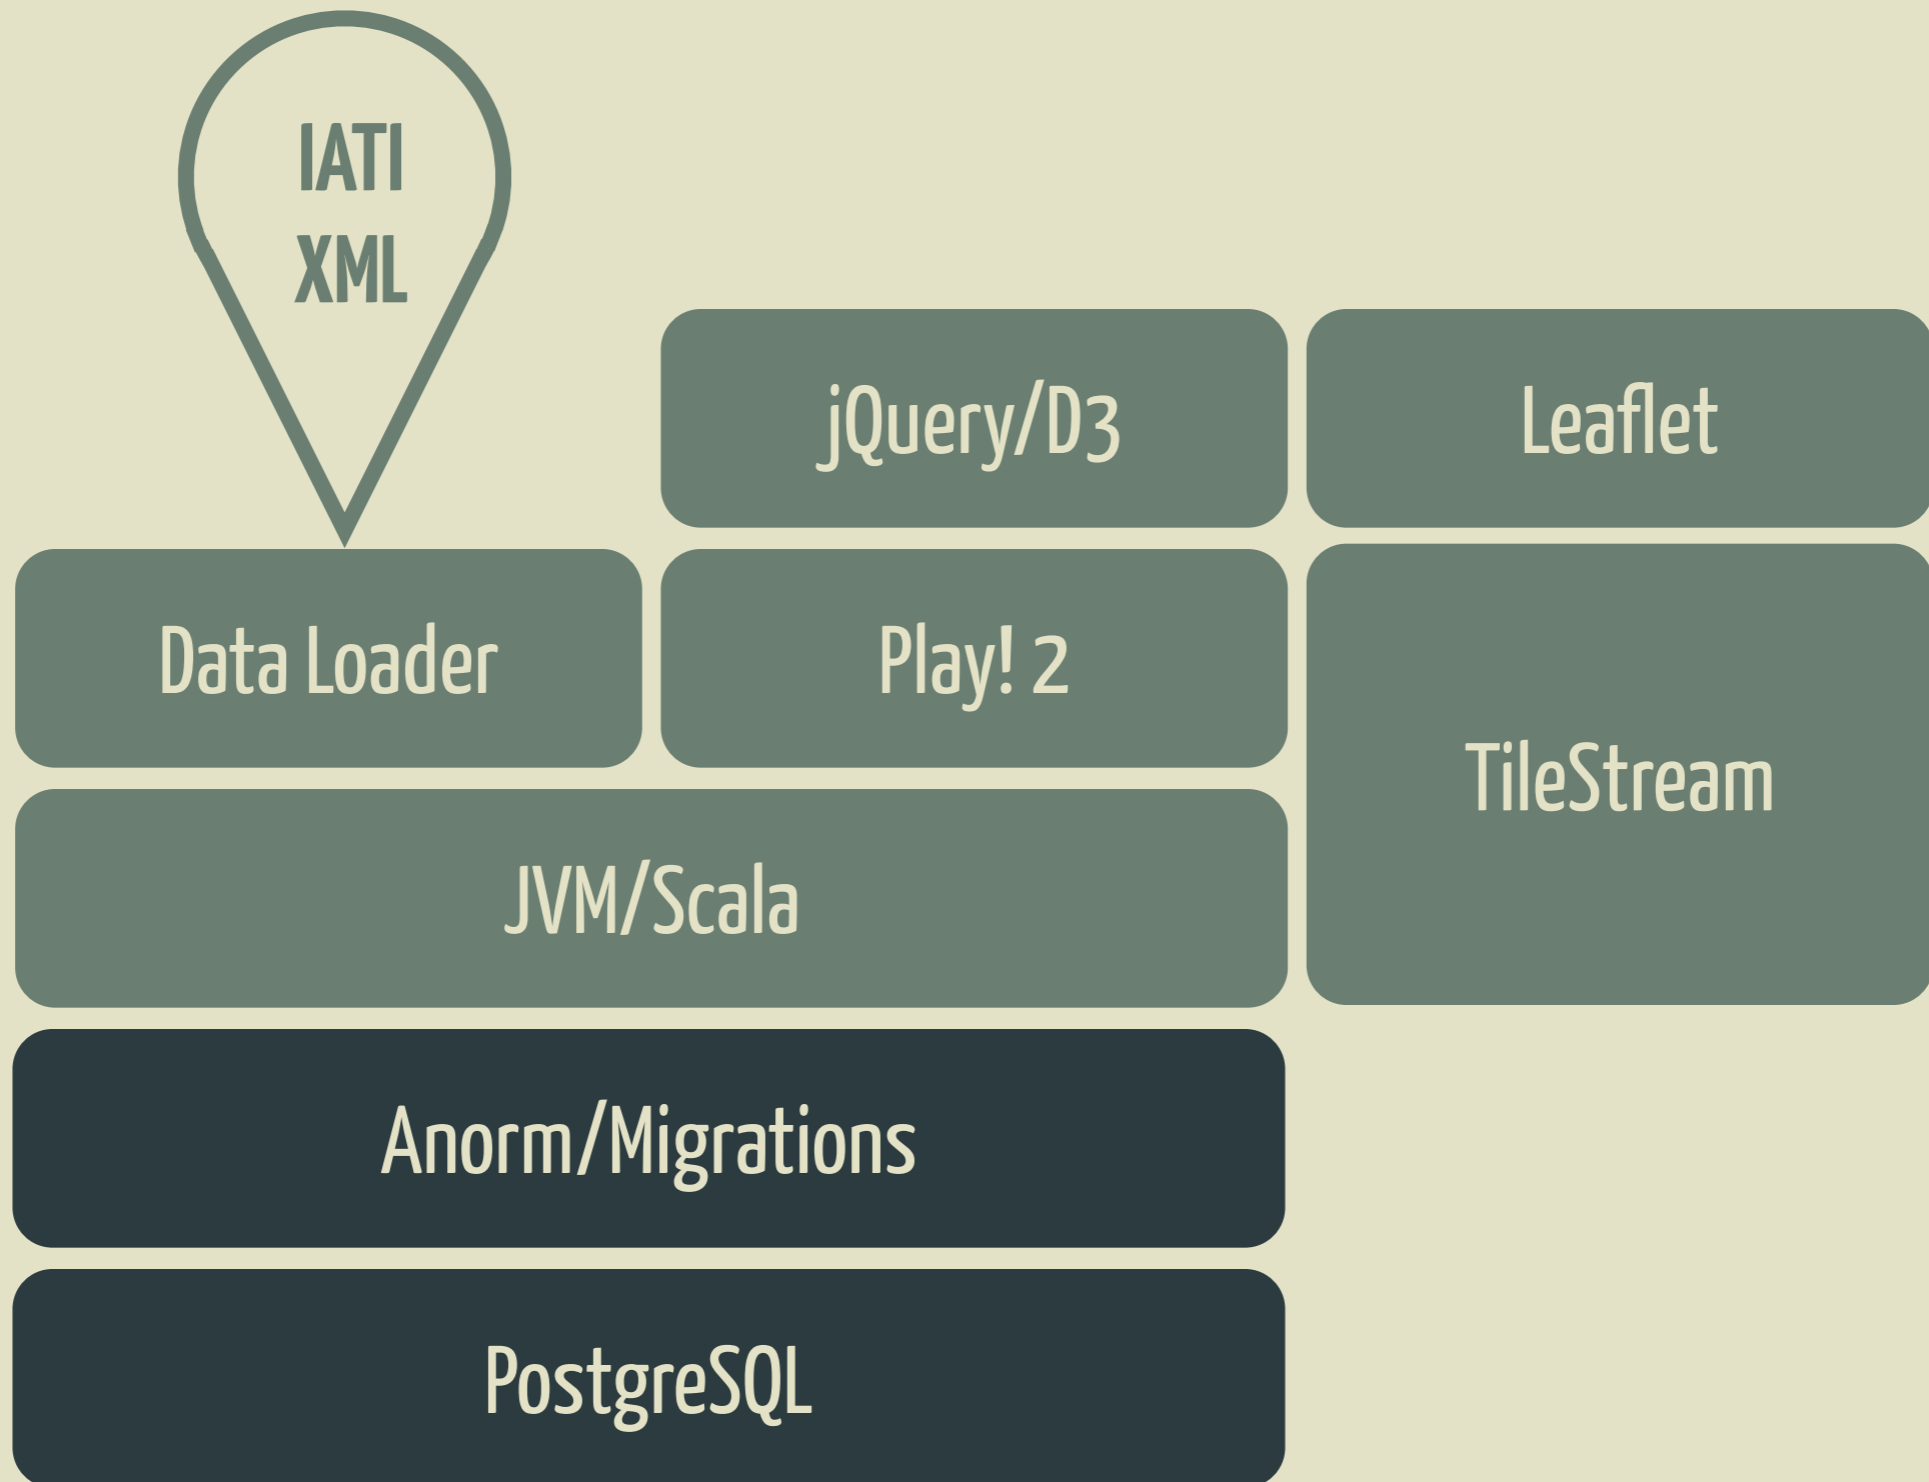 IATI
XML
jQuery/D3
Leaflet
Data Loader
Play! 2
TileStream
JVM/Scala
Anorm/Migrations
PostgreSQL